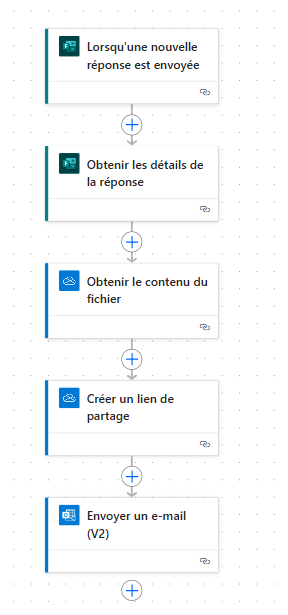 Lorsqu'une nouvelle
réponse est envoyée
Obtenir les détails de
la réponse
Obtenir le contenu du
fichier
Créer un lien de
partage
Envoyer un e-mail
(V2)